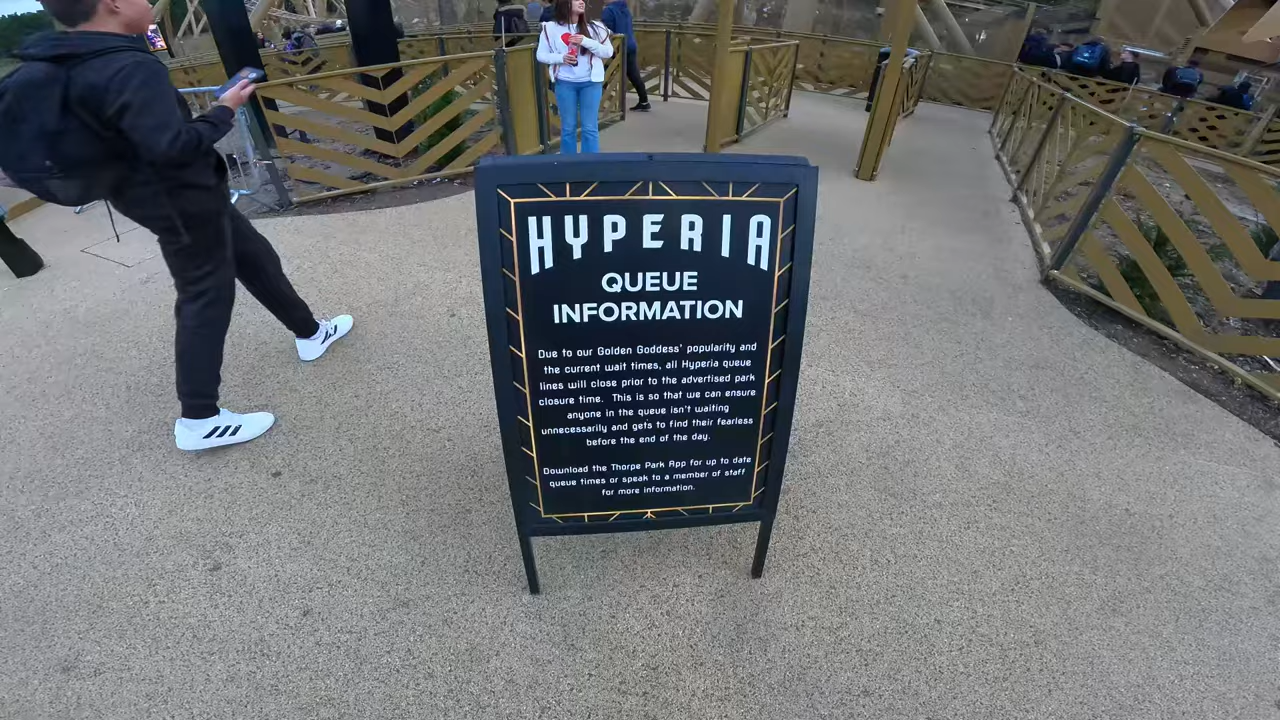 HYPERIA
QUEUE
INFORMATION
Due to our Golden Goddess' popularity and
the current wait times, all Hyperia queue
lines will close prior to the advertised park
closure time. This is so that we can ensure
anyone in the queue isn't waiting
unnecessarily and gets to find their fearless
before the end of the day.
Download the Thorpe Park App for up to date
queue times or speak to a member of staff
for more information.